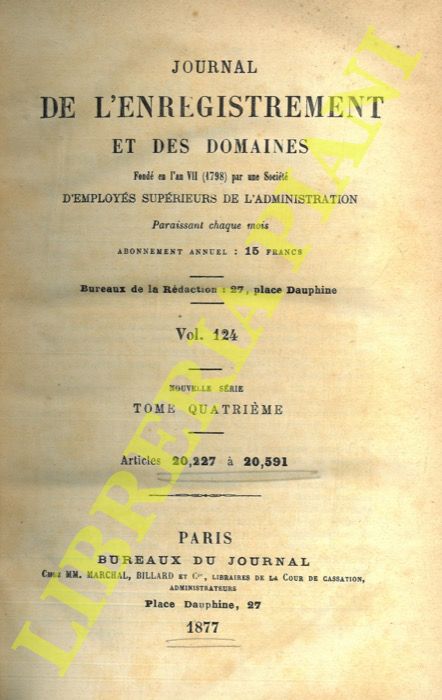 JOURNAL
DE L'ENREGISTREMENT
ET DES DOMAINES
Fondé en l'an VII (1798) par une Société
D'EMPLOYÉS SUPÉRIEURS DE L'ADMINISTRATION
Paraissant chaque mois
ABONNEMENT ANNUEL : 15 FRANCS
Bureaux de la Rédaction : 27, place Dauphine
Vol. 124
NOUVELLE SÉRIE
TOME QUATRIÈME
Articles 20,227 à 20,591
PARIS
BUREAUX DU JOURNAL
CHEZ MM. MARCHAL, BILLARD ET Cie, LIBRAIRES DE LA COUR DE CASSATION,
ADMINISTRATEURS
Place Dauphine, 27
1877
LIBRERIA PIANI